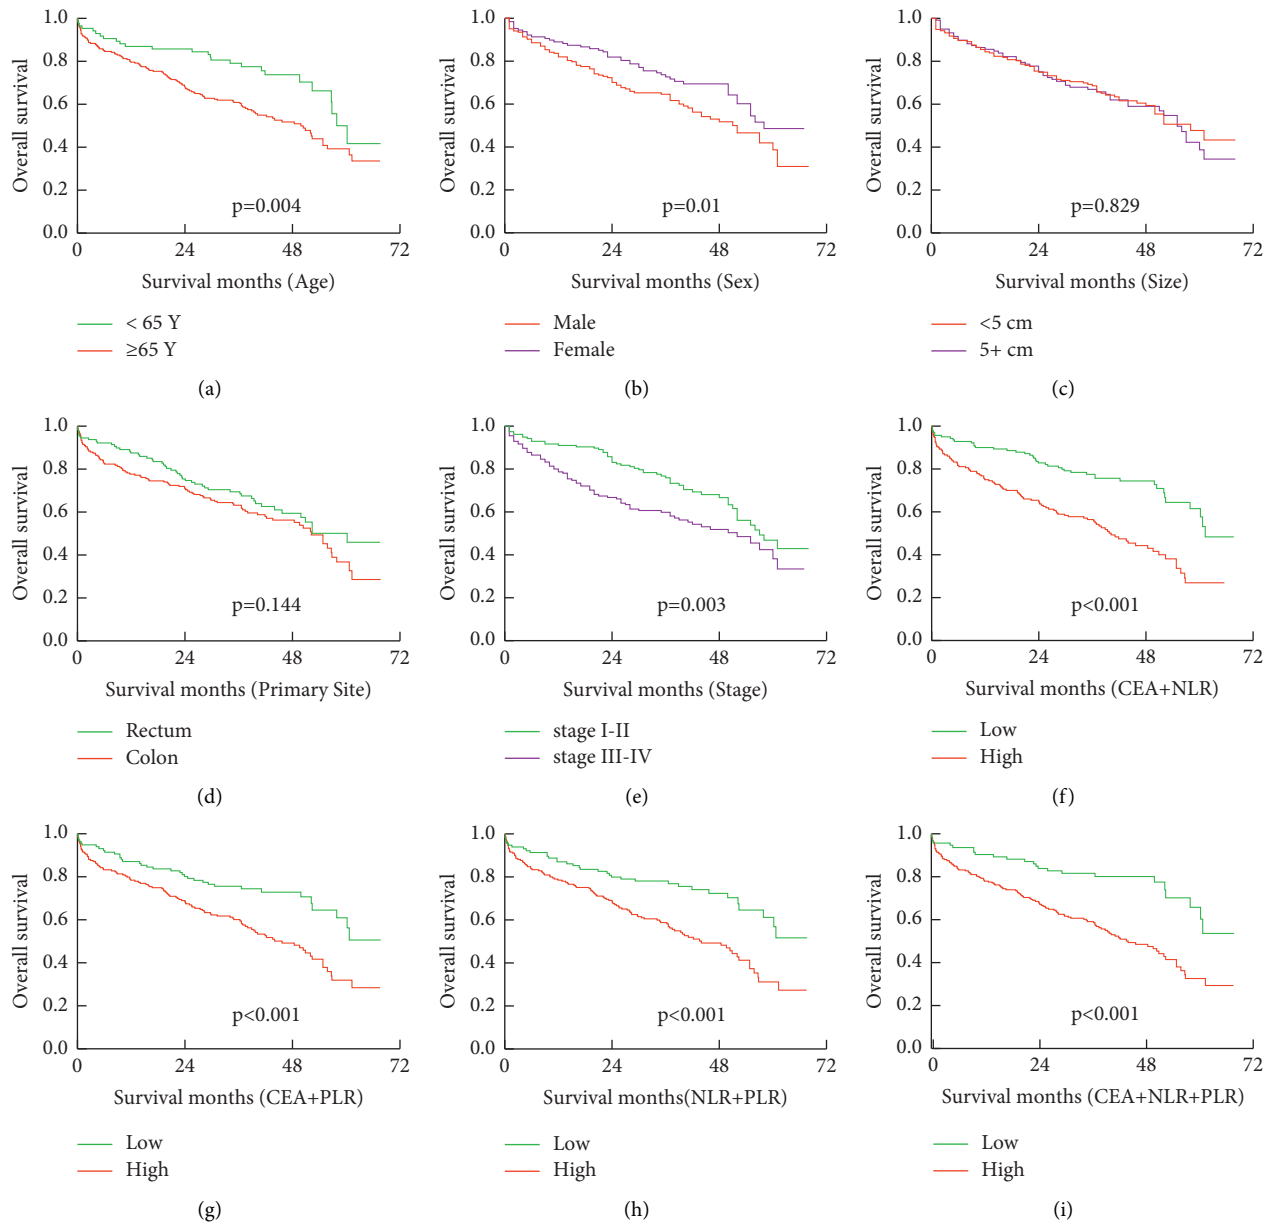 1.0
0.8
0.6
0.4
0.2
0.0
Overall survival
p=0.004
0 24 48 72
Survival months (Age)
< 65 Y
≥65 Y
(a)
1.0
0.8
0.6
0.4
0.2
0.0
Overall survival
p=0.01
0 24 48 72
Survival months (Sex)
Male
Female
(b)
1.0
0.8
0.6
0.4
0.2
0.0
Overall survival
p=0.829
0 24 48 72
Survival months (Size)
<5 cm
5+ cm
(c)
1.0
0.8
0.6
0.4
0.2
0.0
Overall survival
p=0.144
0 24 48 72
Survival months (Primary Site)
Rectum
Colon
(d)
1.0
0.8
0.6
0.4
0.2
0.0
Overall survival
p=0.003
0 24 48 72
Survival months (Stage)
stage I-II
stage III-IV
(e)
1.0
0.8
0.6
0.4
0.2
0.0
Overall survival
p<0.001
0 24 48 72
Survival months (CEA+NLR)
Low
High
(f)
1.0
0.8
0.6
0.4
0.2
0.0
Overall survival
p<0.001
0 24 48 72
Survival months (CEA+PLR)
Low
High
(g)
1.0
0.8
0.6
0.4
0.2
0.0
Overall survival
p<0.001
0 24 48 72
Survival months(NLR+PLR)
Low
High
(h)
1.0
0.8
0.6
0.4
0.2
0.0
Overall survival
p<0.001
0 24 48 72
Survival months (CEA+NLR+PLR)
Low
High
(i)